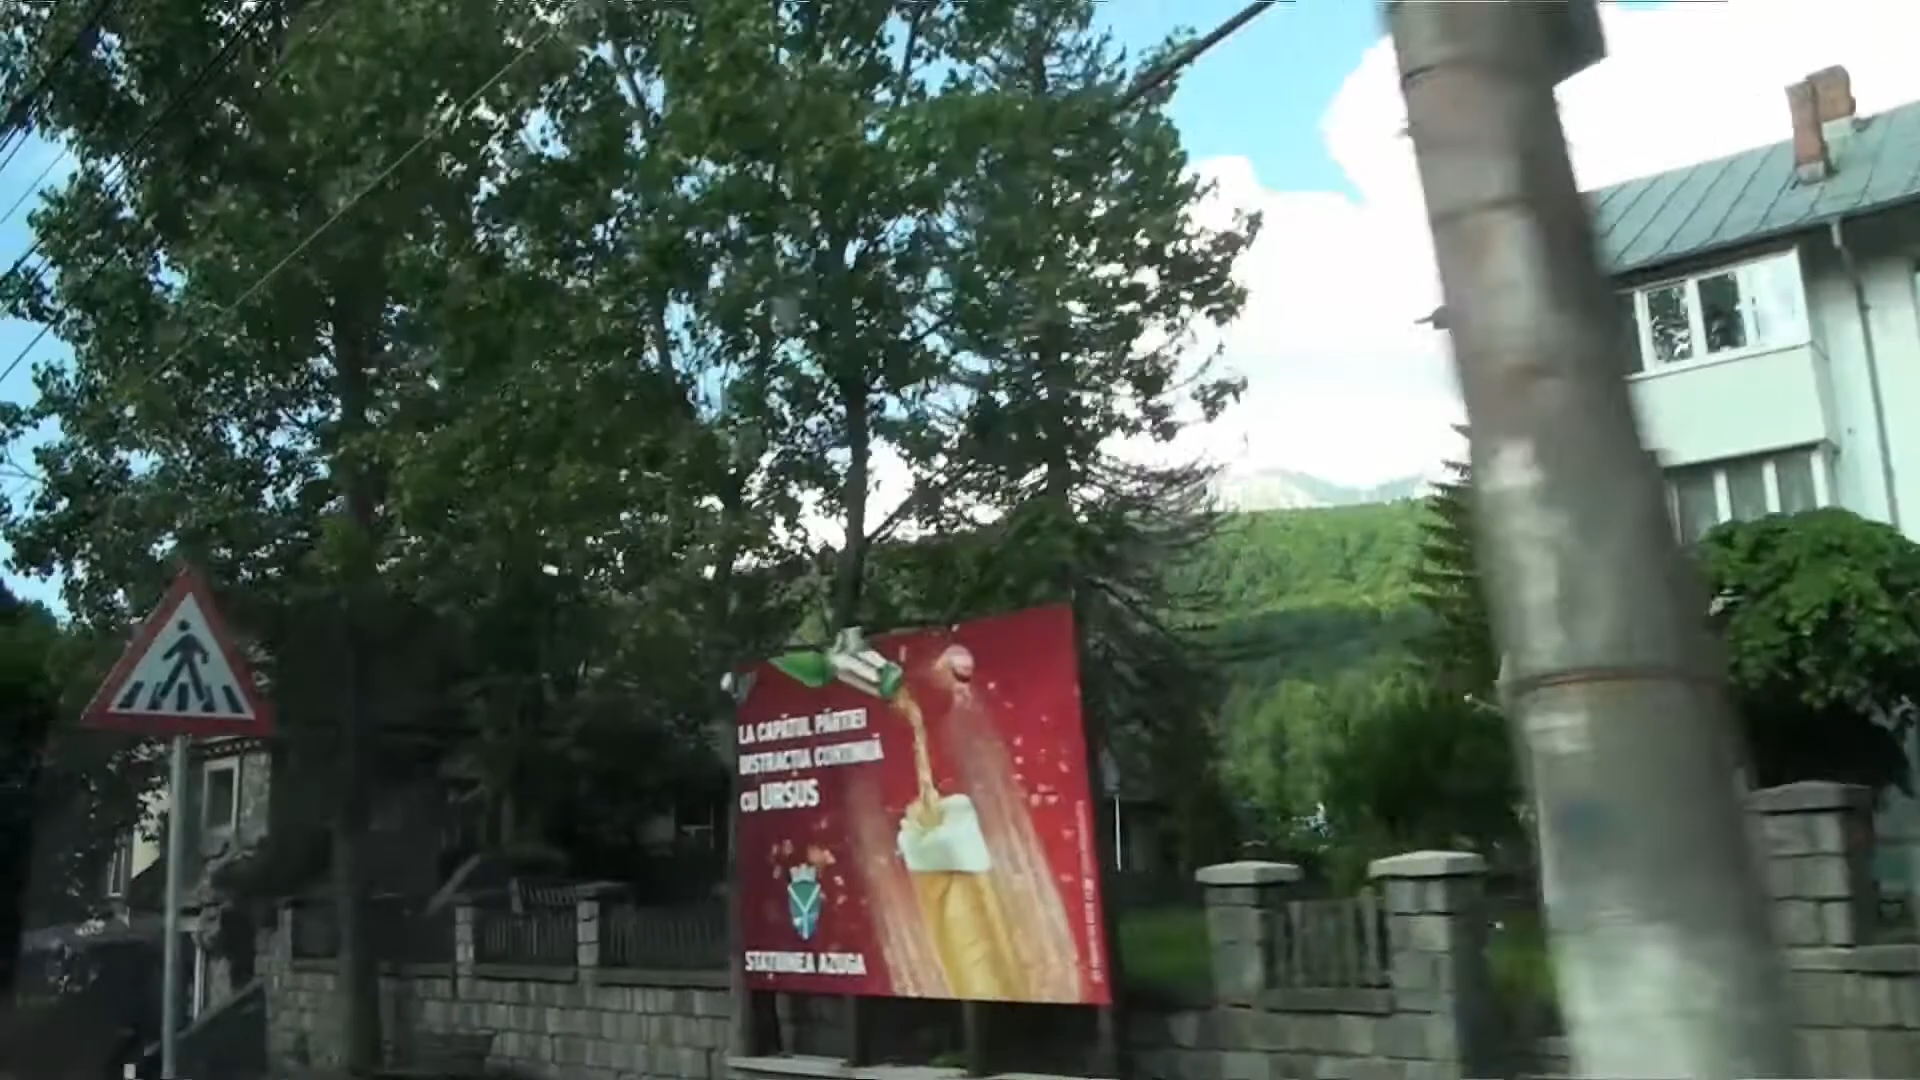 LA CAPĂTUL PÂRTIEI
DISTRACȚIA CONTINUĂ
CU URSUS
STAȚIUNEA AZUGA